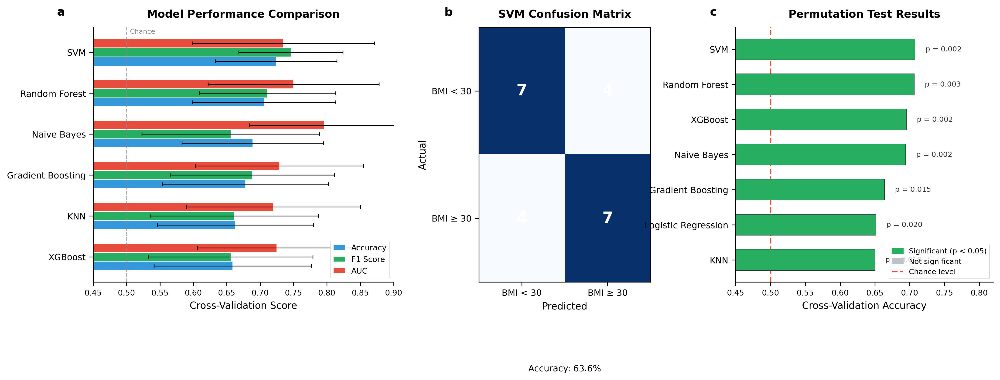 a
Model Performance Comparison
Chance
SVM
Random Forest
Naive Bayes
Gradient Boosting
KNN
XGBoost
Accuracy
F1 Score
AUC
0.45 0.50 0.55 0.60 0.65 0.70 0.75 0.80 0.85 0.90
Cross-Validation Score
b
SVM Confusion Matrix
Actual
BMI < 30
7 4
BMI ≥ 30
4 7
BMI < 30 BMI ≥ 30
Predicted
Accuracy: 63.6%
c
Permutation Test Results
SVM p = 0.002
Random Forest p = 0.003
XGBoost p = 0.002
Naive Bayes p = 0.002
Gradient Boosting p = 0.015
Logistic Regression p = 0.020
KNN p
Significant (p < 0.05)
Not significant
Chance level
0.45 0.50 0.55 0.60 0.65 0.70 0.75 0.80
Cross-Validation Accuracy